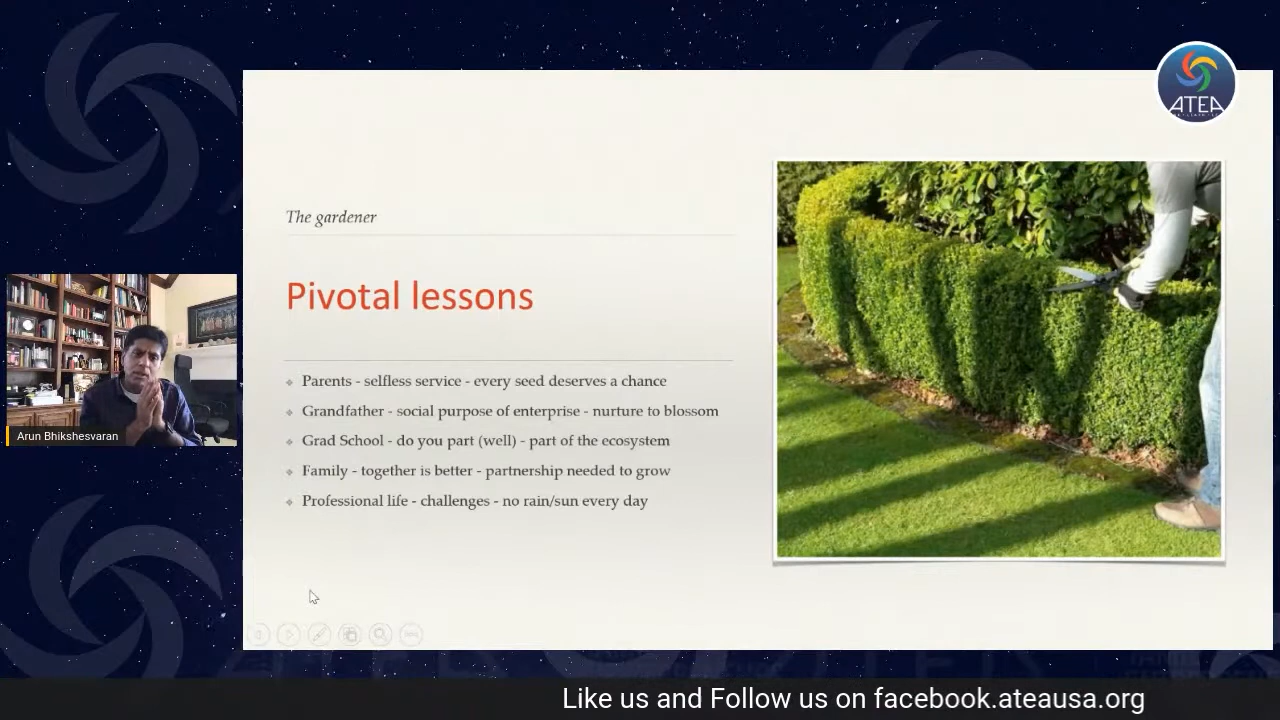 ATEA
The gardener
Pivotal lessons
Parents - selfless service - every seed deserves a chance
Grandfather - social purpose of enterprise - nurture to blossom
Grad School - do you part (well) - part of the ecosystem
Family - together is better - partnership needed to grow
Professional life - challenges - no rain/sun every day
Arun Bhikshesvaran
Like us and Follow us on facebook.ateausa.org